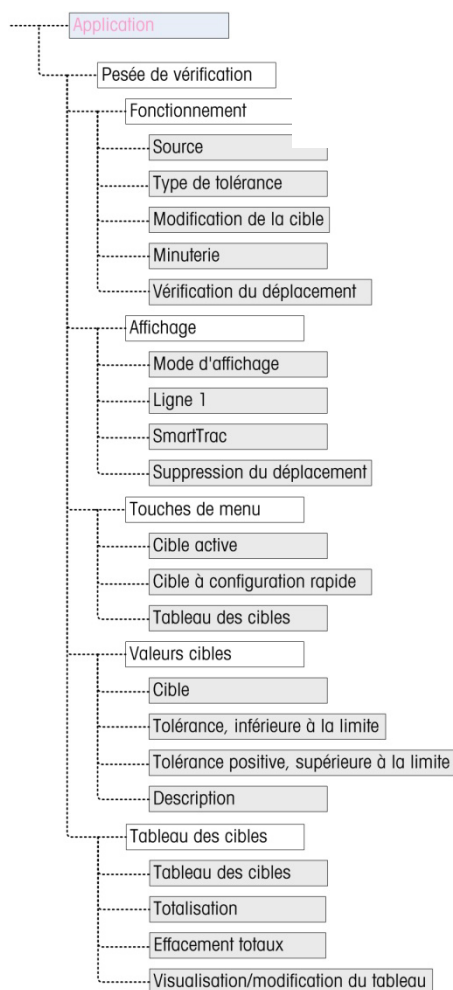 Application
Pesée de vérification
Fonctionnement
Source
Type de tolérance
Modification de la cible
Minuterie
Vérification du déplacement
Affichage
Mode d'affichage
Ligne 1
SmartTrac
Suppression du déplacement
Touches de menu
Cible active
Cible à configuration rapide
Tableau des cibles
Valeurs cibles
Cible
Tolérance, inférieure à la limite
Tolérance positive, supérieure à la limite
Description
Tableau des cibles
Tableau des cibles
Totalisation
Effacement totaux
Visualisation/modification du tableau